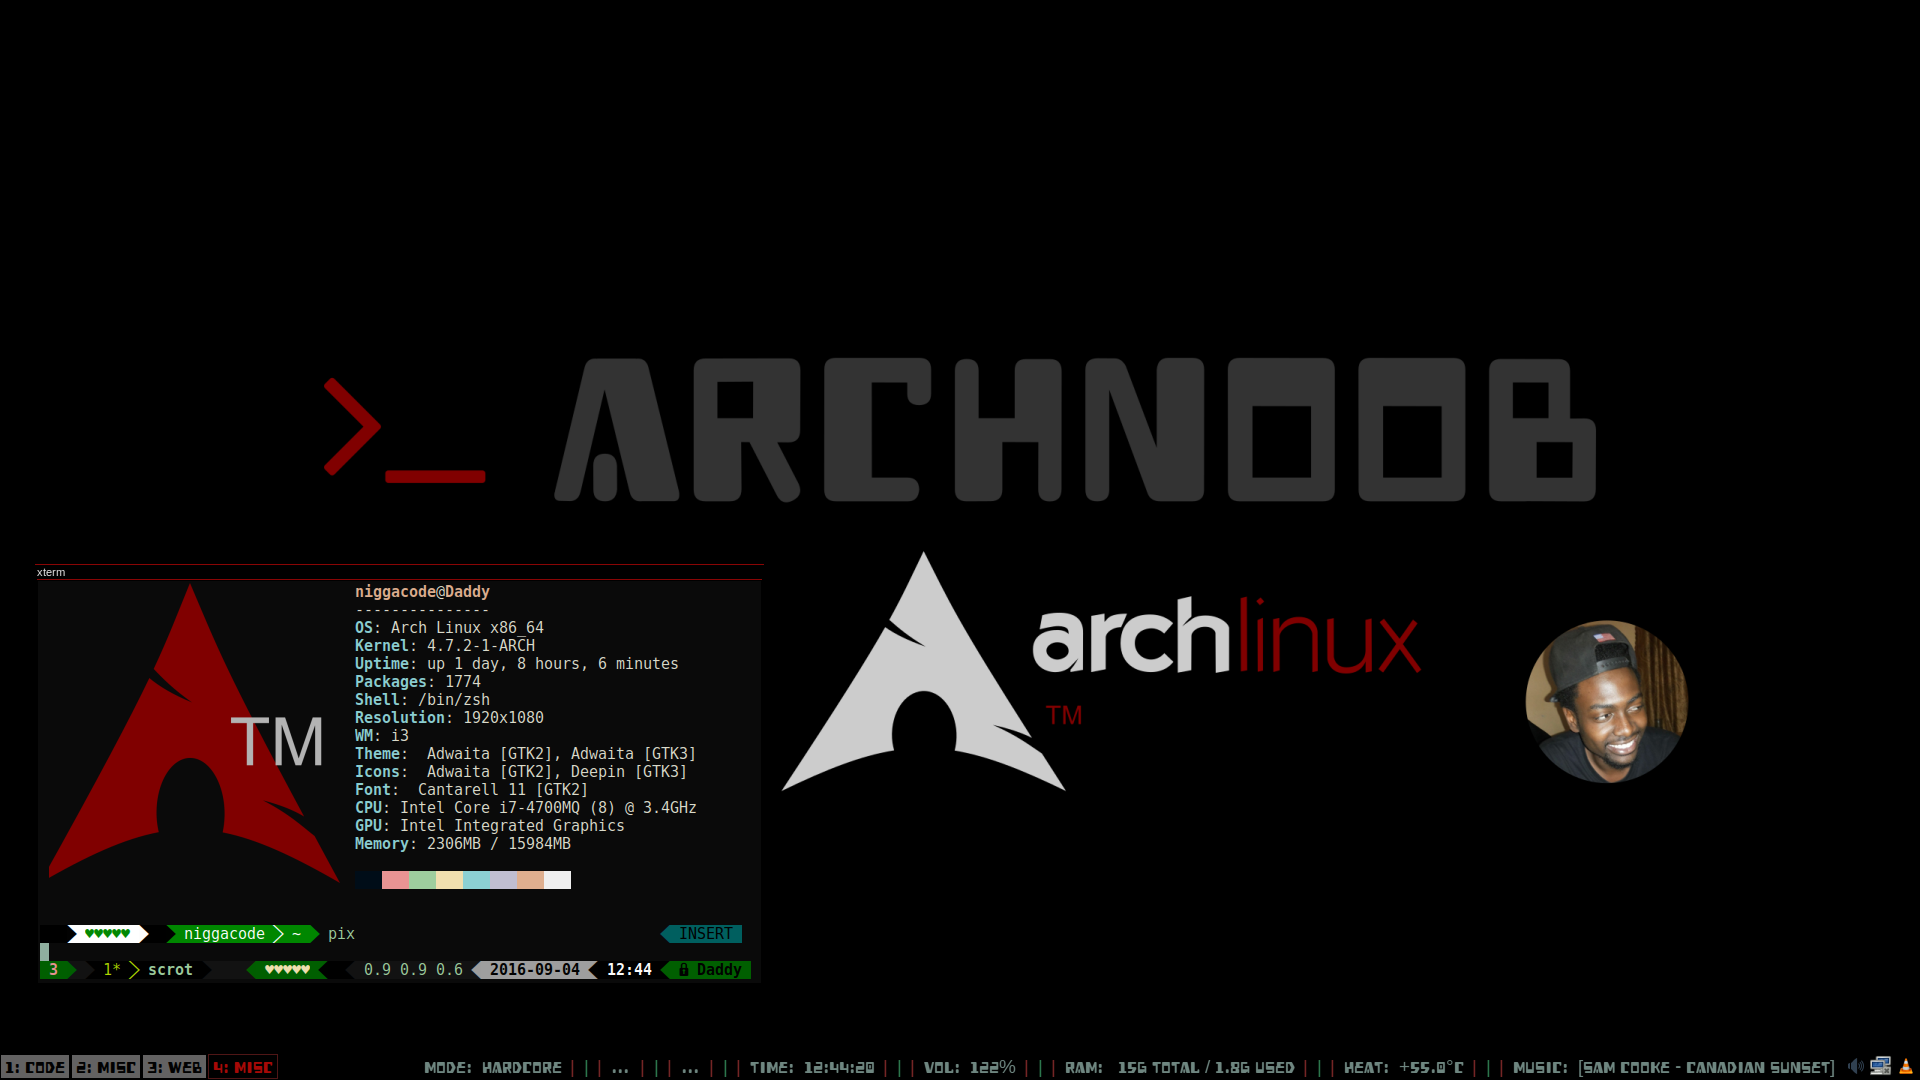 >_ ARCHNOOB
archlinux
TM
xterm
niggacode@Daddy
---------------
OS: Arch Linux x86_64
Kernel: 4.7.2-1-ARCH
Uptime: up 1 day, 8 hours, 6 minutes
Packages: 1774
Shell: /bin/zsh
Resolution: 1920x1080
WM: i3
Theme:  Adwaita [GTK2], Adwaita [GTK3]
Icons:  Adwaita [GTK2], Deepin [GTK3]
Font:  Cantarell 11 [GTK2]
CPU: Intel Core i7-4700MQ (8) @ 3.4GHz
GPU: Intel Integrated Graphics
Memory: 2306MB / 15984MB
TM
♥♥♥♥♥ niggacode ~ pix INSERT
3 1* scrot ♥♥♥♥♥ 0.9 0.9 0.6 2016-09-04 12:44 Daddy
1: CODE 2: MISC 3: WEB 4: MISC MODE: HARDCORE | | | ... | | | ... | | | TIME: 12:44:20 | | | VOL: 122% | | | RAM: 15G TOTAL / 1.8G USED | | | HEAT: +55.0°C | | | MUSIC: [SAM COOKE - CANADIAN SUNSET]